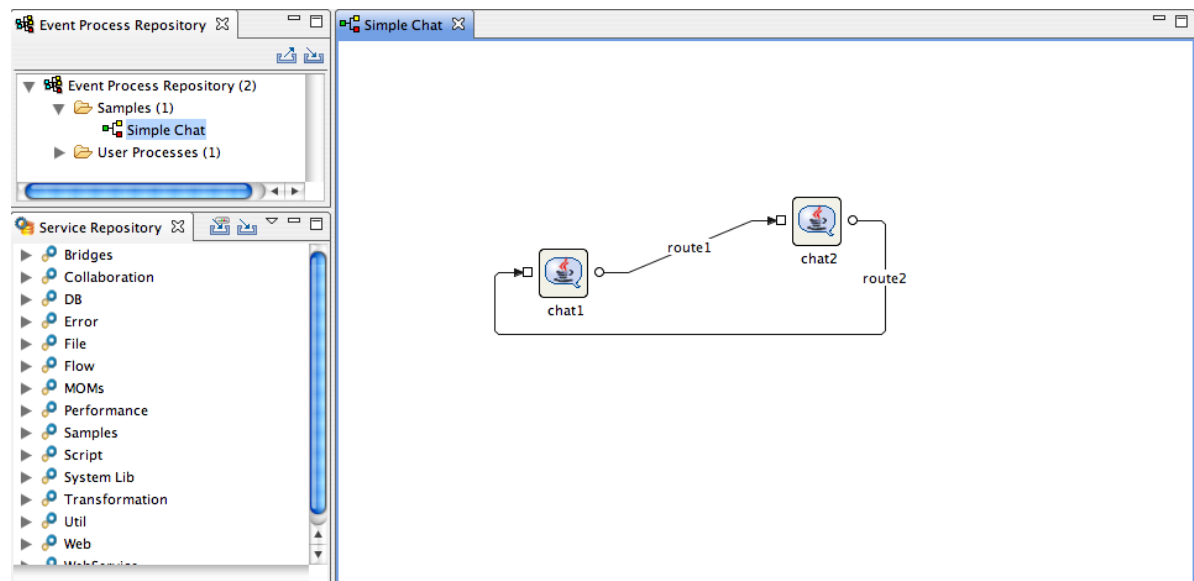 Event Process Repository
Event Process Repository (2)
Samples (1)
Simple Chat
User Processes (1)
Service Repository
Bridges
Collaboration
DB
Error
File
Flow
MOMs
Performance
Samples
Script
System Lib
Transformation
Util
Web
WebService
Simple Chat
route1
chat2
route2
chat1